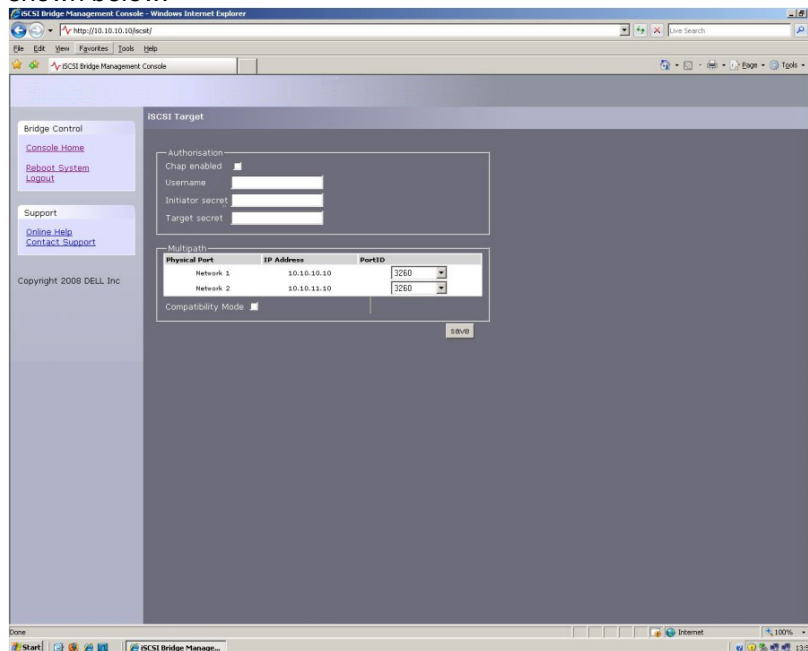 iSCSI Bridge Management Console - Windows Internet Explorer
http://10.10.10.10/iscsi/
Live Search
File Edit View Favorites Tools Help
iSCSI Bridge Management Console
Page Tools
iSCSI Target
Bridge Control
Console Home
Reboot System
Logout
Support
Online Help
Contact Support
Copyright 2008 DELL Inc
Authorisation
Chap enabled
Username
Initiator secret
Target secret
Multipath
Physical Port IP Address PortID
Network 1 10.10.10.10 3260
Network 2 10.10.11.10 3260
Compatibility Mode
save
Done Internet 100%
Start iSCSI Bridge Manage...